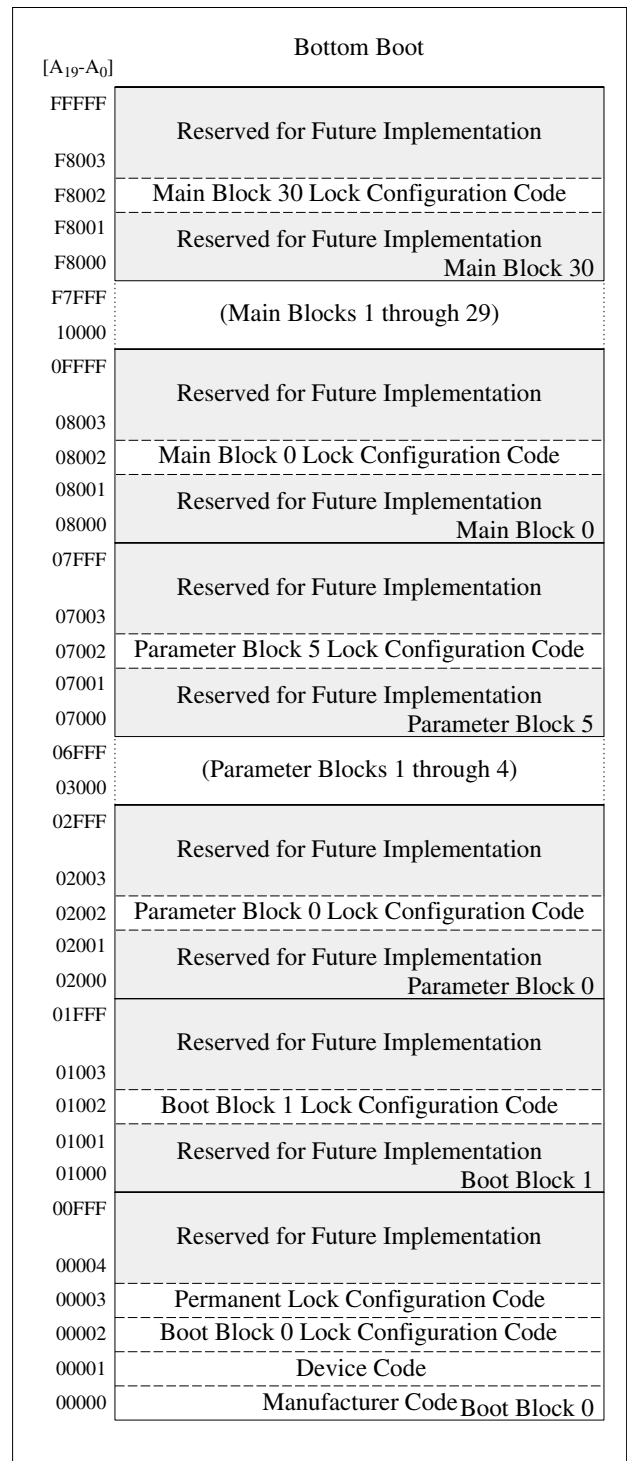 Bottom Boot
[A19-A0]
FFFFF
Reserved for Future Implementation
F8003
F8002 Main Block 30 Lock Configuration Code
F8001
Reserved for Future Implementation
F8000 Main Block 30
F7FFF
(Main Blocks 1 through 29)
10000
0FFFF
Reserved for Future Implementation
08003
08002 Main Block 0 Lock Configuration Code
08001
Reserved for Future Implementation
08000 Main Block 0
07FFF
Reserved for Future Implementation
07003
07002 Parameter Block 5 Lock Configuration Code
07001
Reserved for Future Implementation
07000 Parameter Block 5
06FFF
(Parameter Blocks 1 through 4)
03000
02FFF
Reserved for Future Implementation
02003
02002 Parameter Block 0 Lock Configuration Code
02001
Reserved for Future Implementation
02000 Parameter Block 0
01FFF
Reserved for Future Implementation
01003
01002 Boot Block 1 Lock Configuration Code
01001
Reserved for Future Implementation
01000 Boot Block 1
00FFF
Reserved for Future Implementation
00004
00003 Permanent Lock Configuration Code
00002 Boot Block 0 Lock Configuration Code
00001 Device Code
00000 Manufacturer Code Boot Block 0